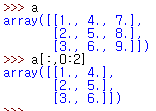 >>> a
array([[1., 4., 7.],
       [2., 5., 8.],
       [3., 6., 9.]])
>>> a[:,0:2]
array([[1., 4.],
       [2., 5.],
       [3., 6.]])
>>>